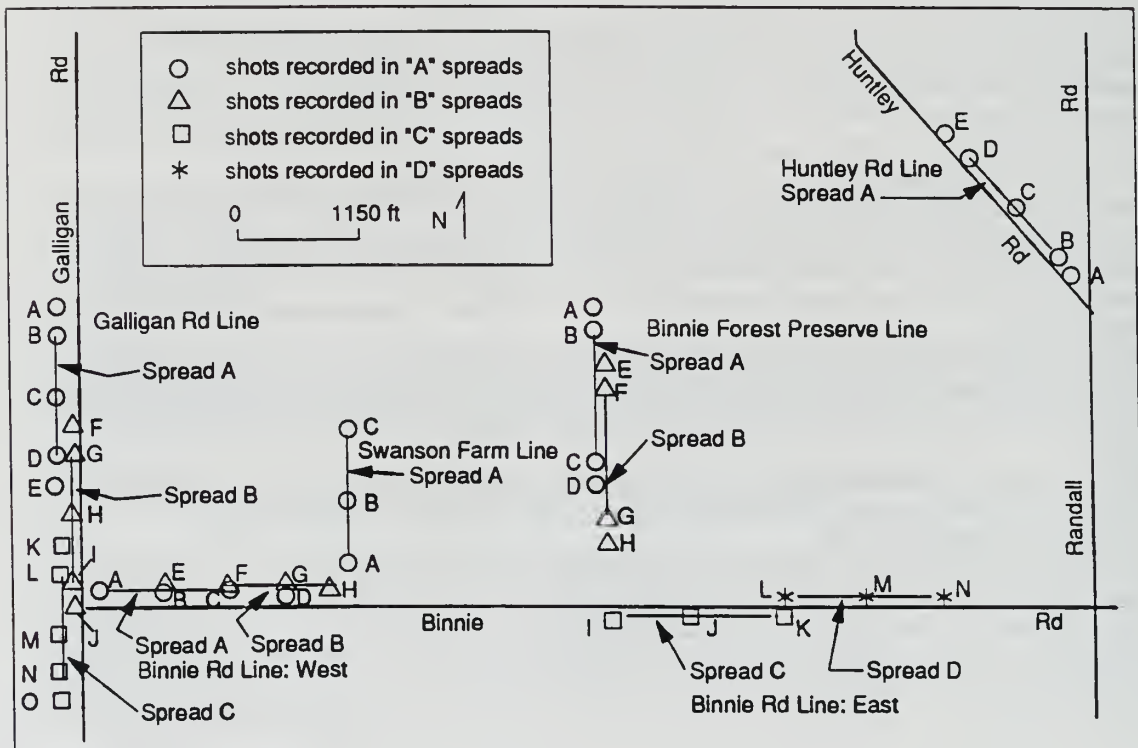 shots recorded in "A" spreads
shots recorded in "B" spreads
shots recorded in "C" spreads
shots recorded in "D" spreads
0 1150 ft N
Rd
Galligan
Huntley
Rd
Rd
Randall
E
D
Huntley Rd Line
Spread A
C
B
A
A
B
Galligan Rd Line
Spread A
C
F
D
G
E
Spread B
H
K
I
L
J
M
N
O
Spread C
C
Swanson Farm Line
Spread A
B
A
A
B
Binnie Forest Preserve Line
Spread A
E
F
Spread B
C
D
G
H
A
E
F
G
B
C
D
H
Spread A
Spread B
Binnie Rd Line: West
Binnie
Rd
L
M
N
I
J
K
Spread C
Spread D
Binnie Rd Line: East